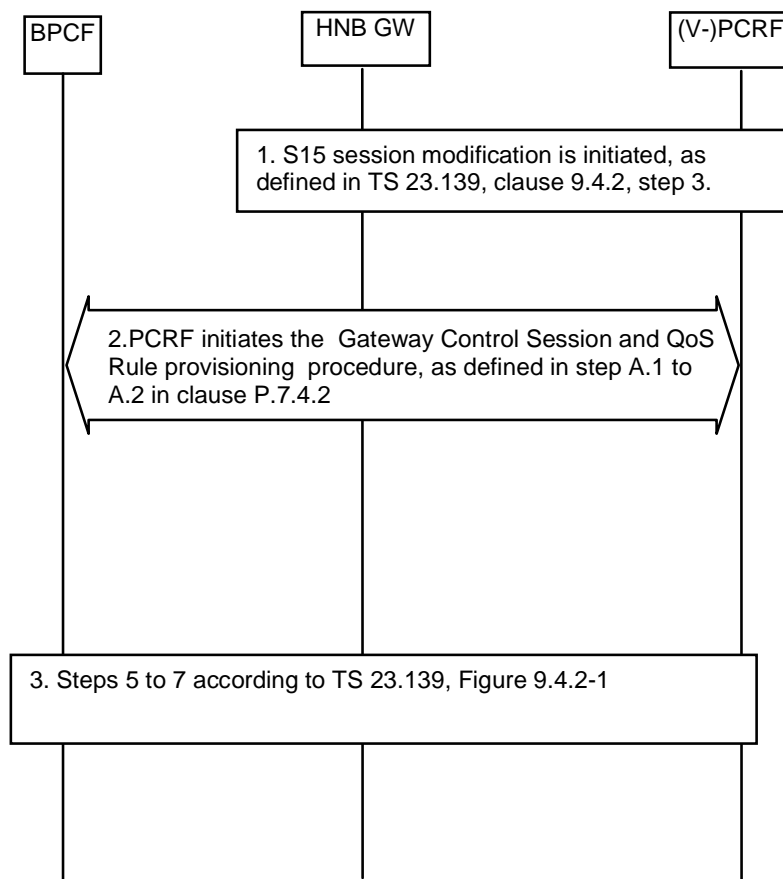 BPCF
HNB GW
(V-)PCRF
1. S15 session modification is initiated, as
defined in TS 23.139, clause 9.4.2, step 3.
2.PCRF initiates the Gateway Control Session and QoS
Rule provisioning procedure, as defined in step A.1 to
A.2 in clause P.7.4.2
3. Steps 5 to 7 according to TS 23.139, Figure 9.4.2-1